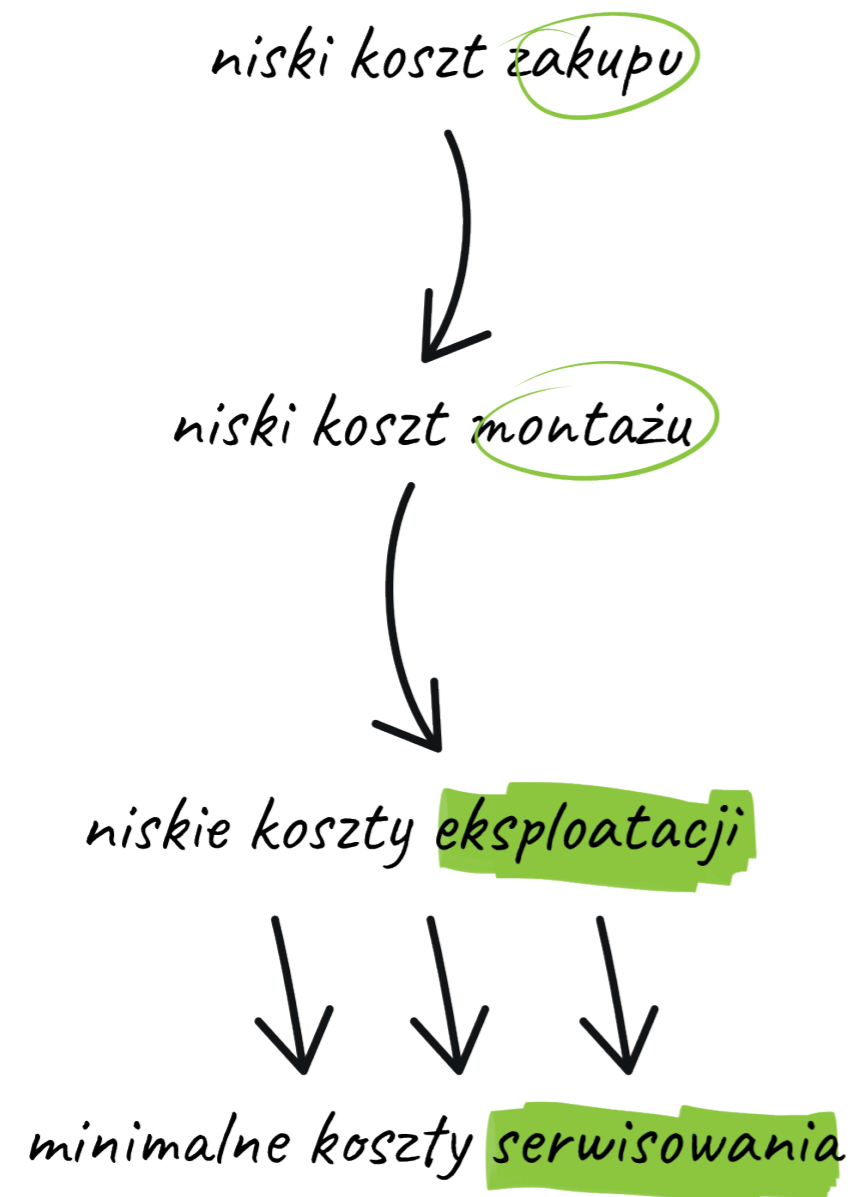 niski koszt zakupu
niski koszt montażu
niskie koszty eksploatacji
minimalne koszty serwisowania